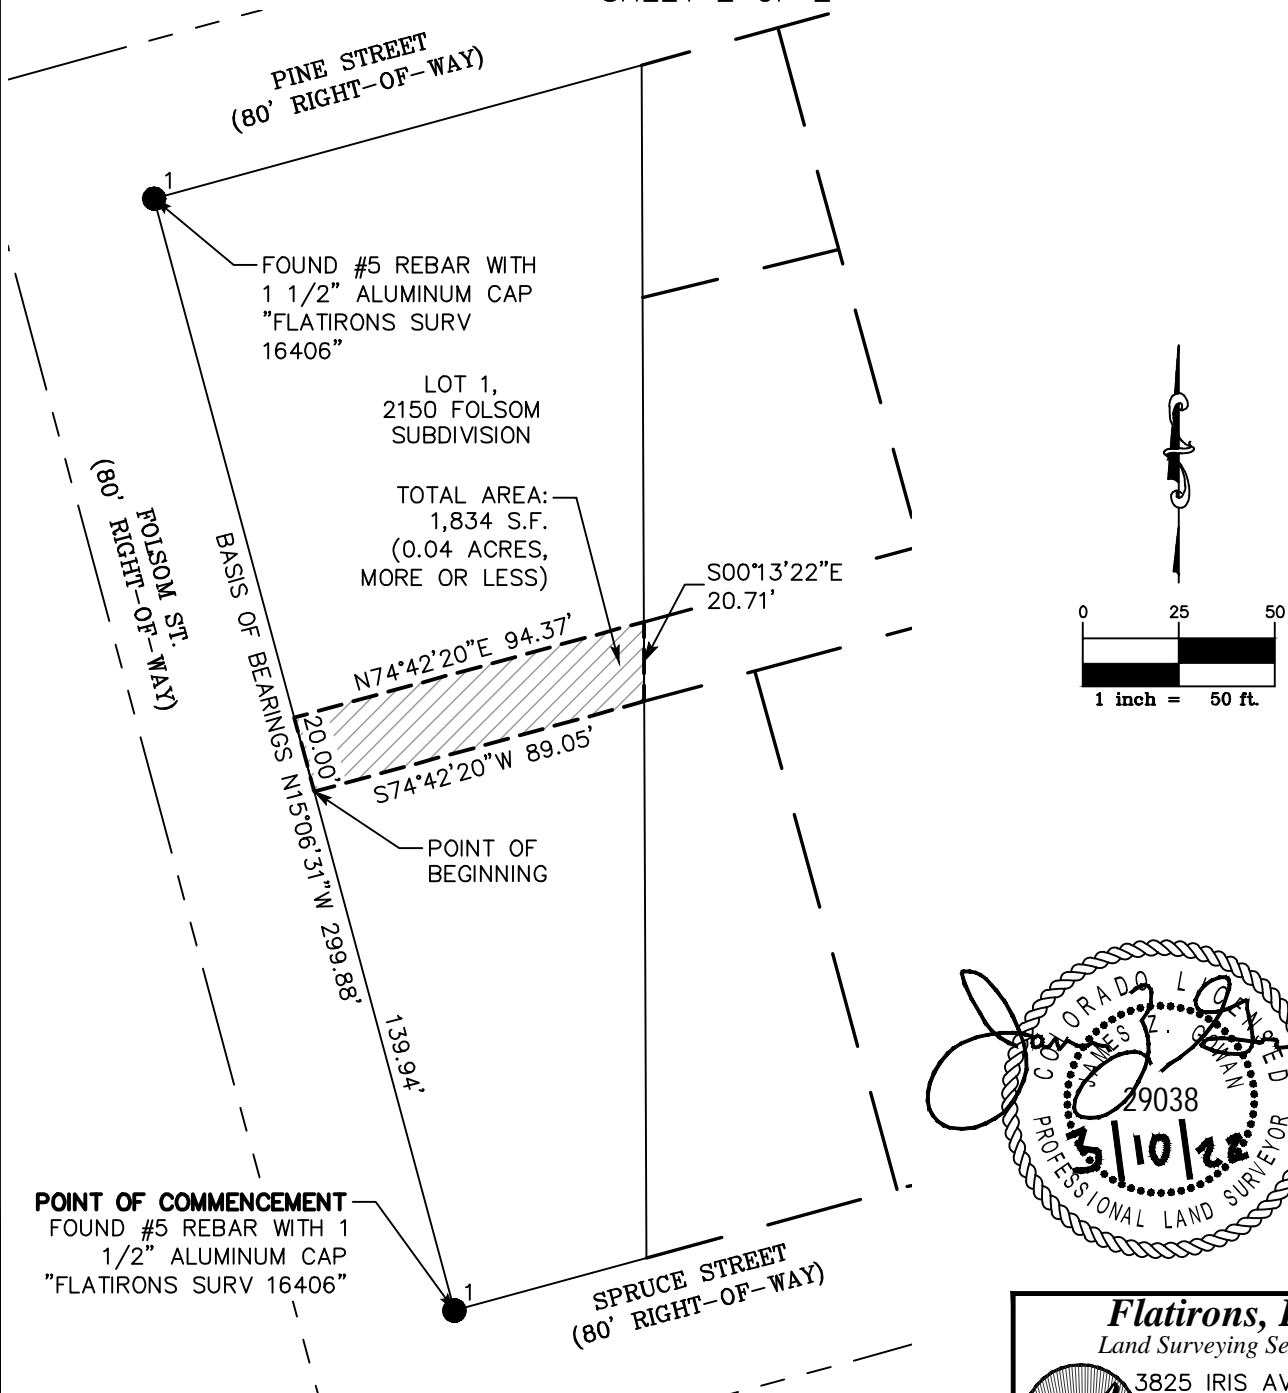 PINE STREET
(80' RIGHT-OF-WAY)
1
FOUND #5 REBAR WITH
1 1/2" ALUMINUM CAP
"FLATIRONS SURV
16406"
LOT 1,
2150 FOLSOM
SUBDIVISION
TOTAL AREA:
1,834 S.F.
(0.04 ACRES,
MORE OR LESS)
FOLSOM ST.
(80' RIGHT-OF-WAY)
BASIS OF BEARINGS N15°06'31"W 299.88'
S00°13'22"E
20.71'
N74°42'20"E 94.37'
20.00'
S74°42'20"W 89.05'
POINT OF
BEGINNING
139.94'
0 25 50
1 inch = 50 ft.
COLORADO LICENSED
JAMES Z.
29038
3/10/22
PROFESSIONAL LAND SURVEYOR
POINT OF COMMENCEMENT
FOUND #5 REBAR WITH 1
1/2" ALUMINUM CAP
"FLATIRONS SURV 16406"
1
SPRUCE STREET
(80' RIGHT-OF-WAY)
Flatirons,
Land Surveying
3825 IRIS